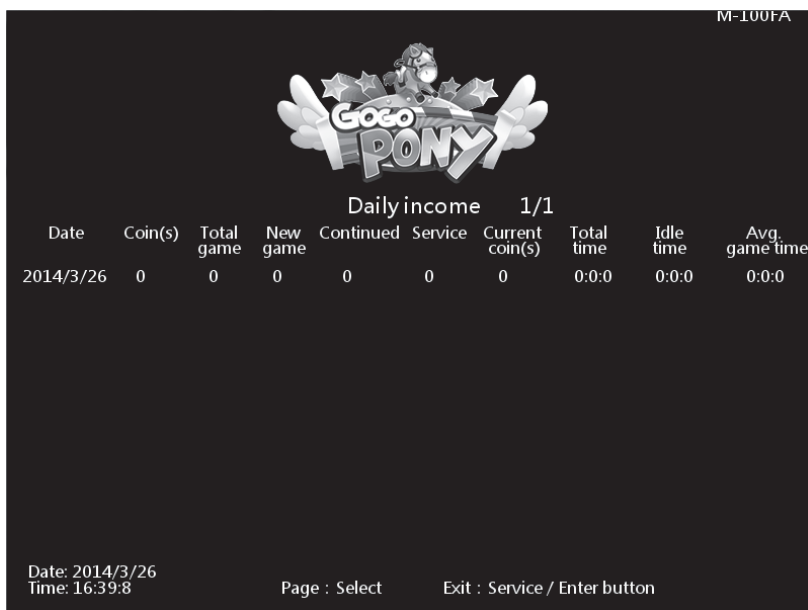 M-100FA
GOGO
PONY
Daily income 1/1
Date Coin(s) Total game New game Continued Service Current coin(s) Total time Idle time Avg. game time
2014/3/26 0 0 0 0 0 0 0:0:0 0:0:0 0:0:0
Date: 2014/3/26
Time: 16:39:8 Page : Select Exit : Service / Enter button